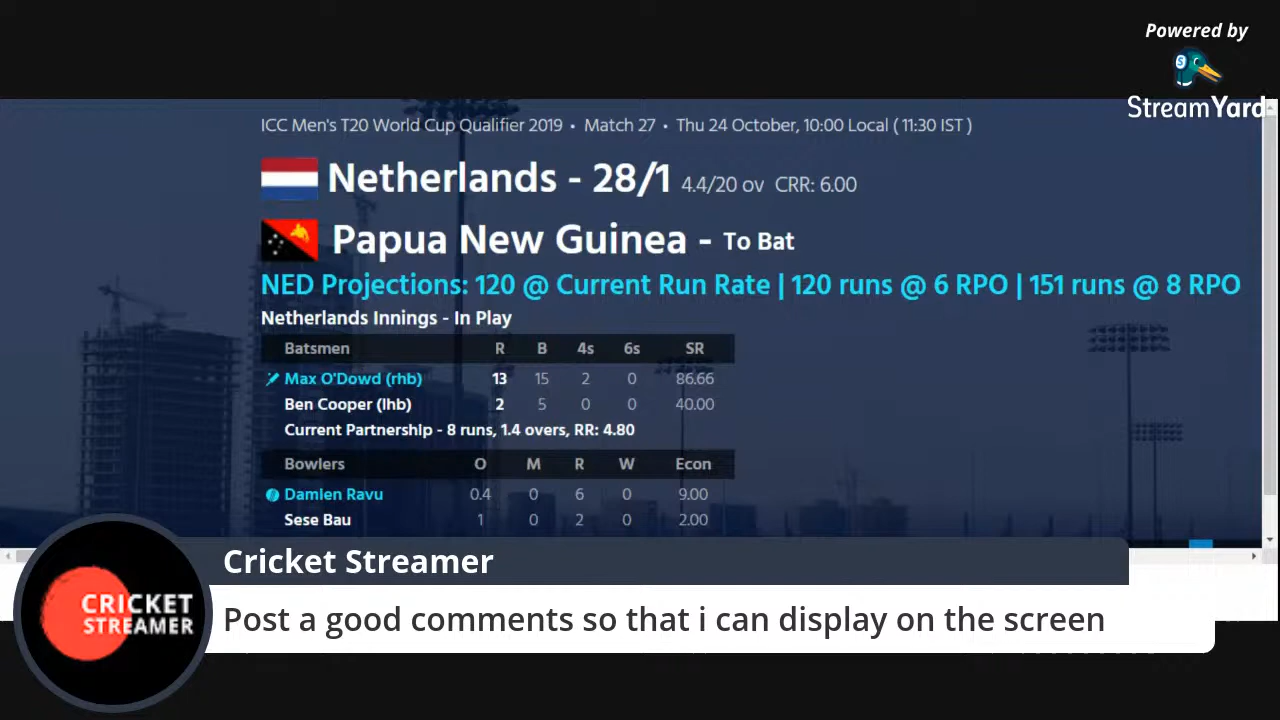 Powered by
StreamYard
ICC Men's T20 World Cup Qualifier 2019 • Match 27 • Thu 24 October, 10:00 Local ( 11:30 IST )
Netherlands - 28/1 4.4/20 ov CRR: 6.00
Papua New Guinea - To Bat
NED Projections: 120 @ Current Run Rate | 120 runs @ 6 RPO | 151 runs @ 8 RPO
Netherlands Innings - In Play
Batsmen R B 4s 6s SR
Max O'Dowd (rhb) 13 15 2 0 86.66
Ben Cooper (lhb) 2 5 0 0 40.00
Current Partnership - 8 runs, 1.4 overs, RR: 4.80
Bowlers O M R W Econ
Damien Ravu 0.4 0 6 0 9.00
Sese Bau 1 0 2 0 2.00
Cricket Streamer
CRICKET
STREAMER
Post a good comments so that i can display on the screen